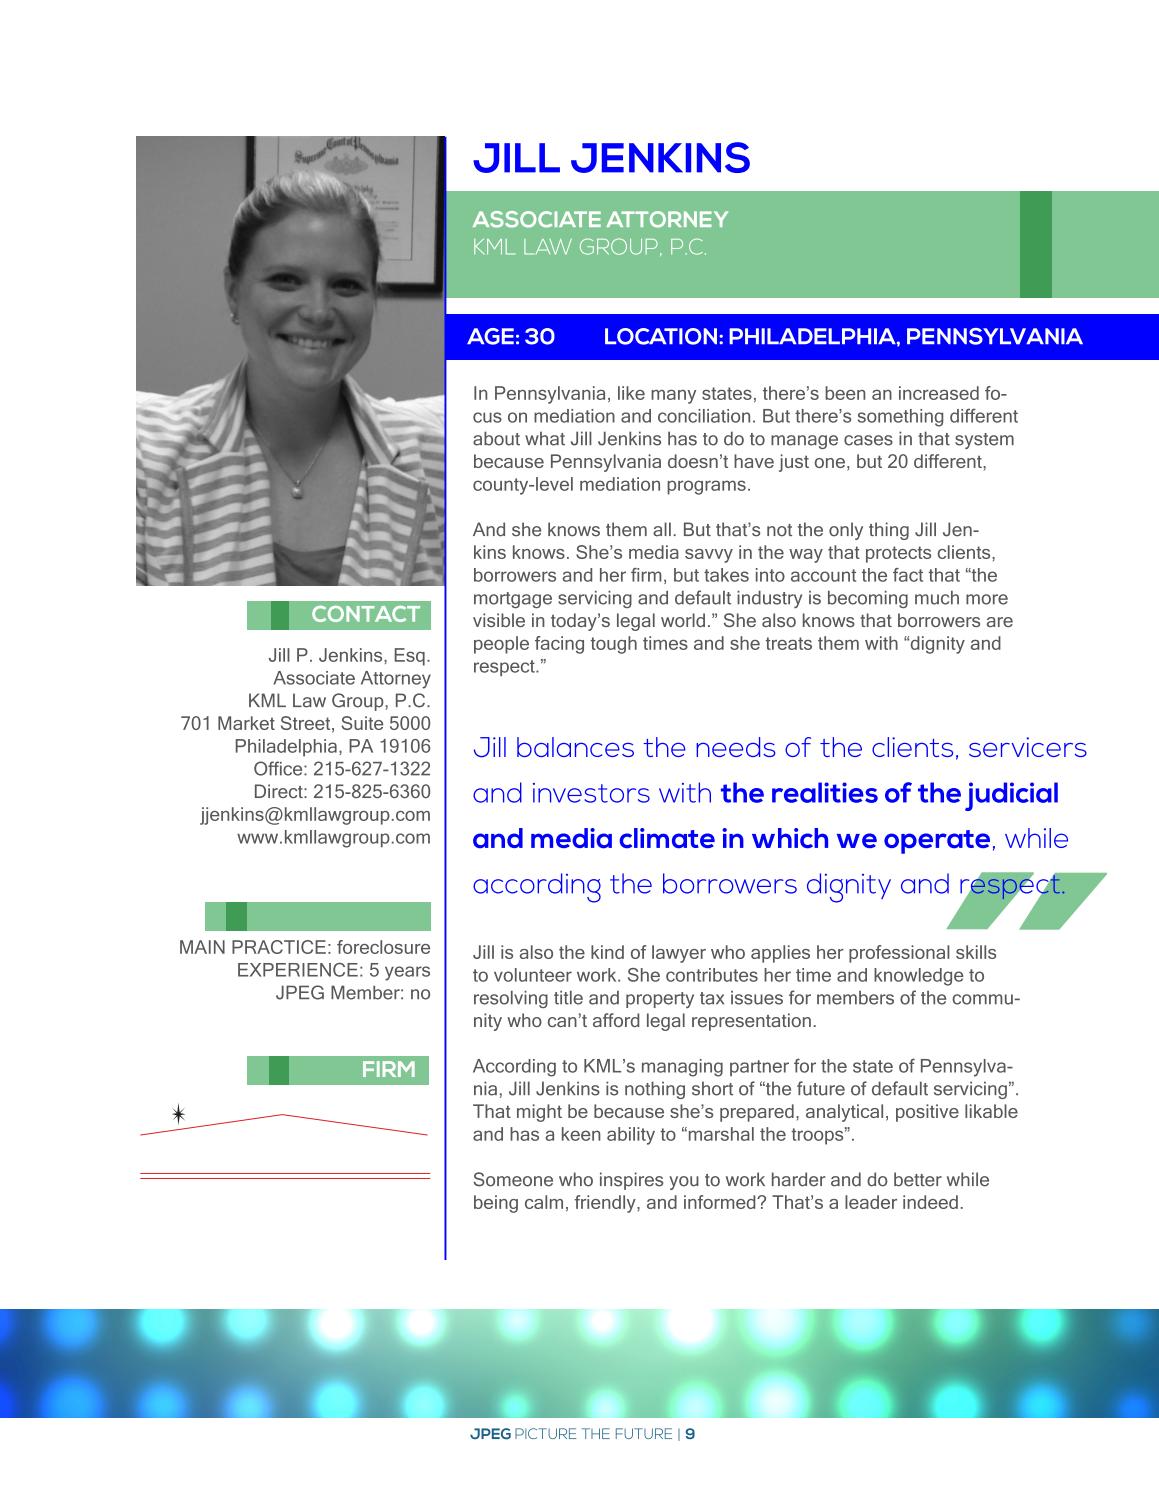 Supreme Court of Pennsylvania
JILL JENKINS
ASSOCIATE ATTORNEY
KML LAW GROUP, P.C.
AGE: 30 LOCATION: PHILADELPHIA, PENNSYLVANIA
In Pennsylvania, like many states, there’s been an increased fo-
cus on mediation and conciliation. But there’s something different
about what Jill Jenkins has to do to manage cases in that system
because Pennsylvania doesn’t have just one, but 20 different,
county-level mediation programs.
And she knows them all. But that’s not the only thing Jill Jen-
kins knows. She’s media savvy in the way that protects clients,
borrowers and her firm, but takes into account the fact that “the
mortgage servicing and default industry is becoming much more
visible in today’s legal world.” She also knows that borrowers are
people facing tough times and she treats them with “dignity and
respect.”
Jill balances the needs of the clients, servicers
and investors with the realities of the judicial
and media climate in which we operate, while
according the borrowers dignity and respect.
Jill is also the kind of lawyer who applies her professional skills
to volunteer work. She contributes her time and knowledge to
resolving title and property tax issues for members of the commu-
nity who can’t afford legal representation.
According to KML’s managing partner for the state of Pennsylva-
nia, Jill Jenkins is nothing short of “the future of default servicing”.
That might be because she’s prepared, analytical, positive likable
and has a keen ability to “marshal the troops”.
Someone who inspires you to work harder and do better while
being calm, friendly, and informed? That’s a leader indeed.
CONTACT
Jill P. Jenkins, Esq.
Associate Attorney
KML Law Group, P.C.
701 Market Street, Suite 5000
Philadelphia, PA 19106
Office: 215-627-1322
Direct: 215-825-6360
jjenkins@kmllawgroup.com
www.kmllawgroup.com
MAIN PRACTICE: foreclosure
EXPERIENCE: 5 years
JPEG Member: no
FIRM
JPEG PICTURE THE FUTURE | 9